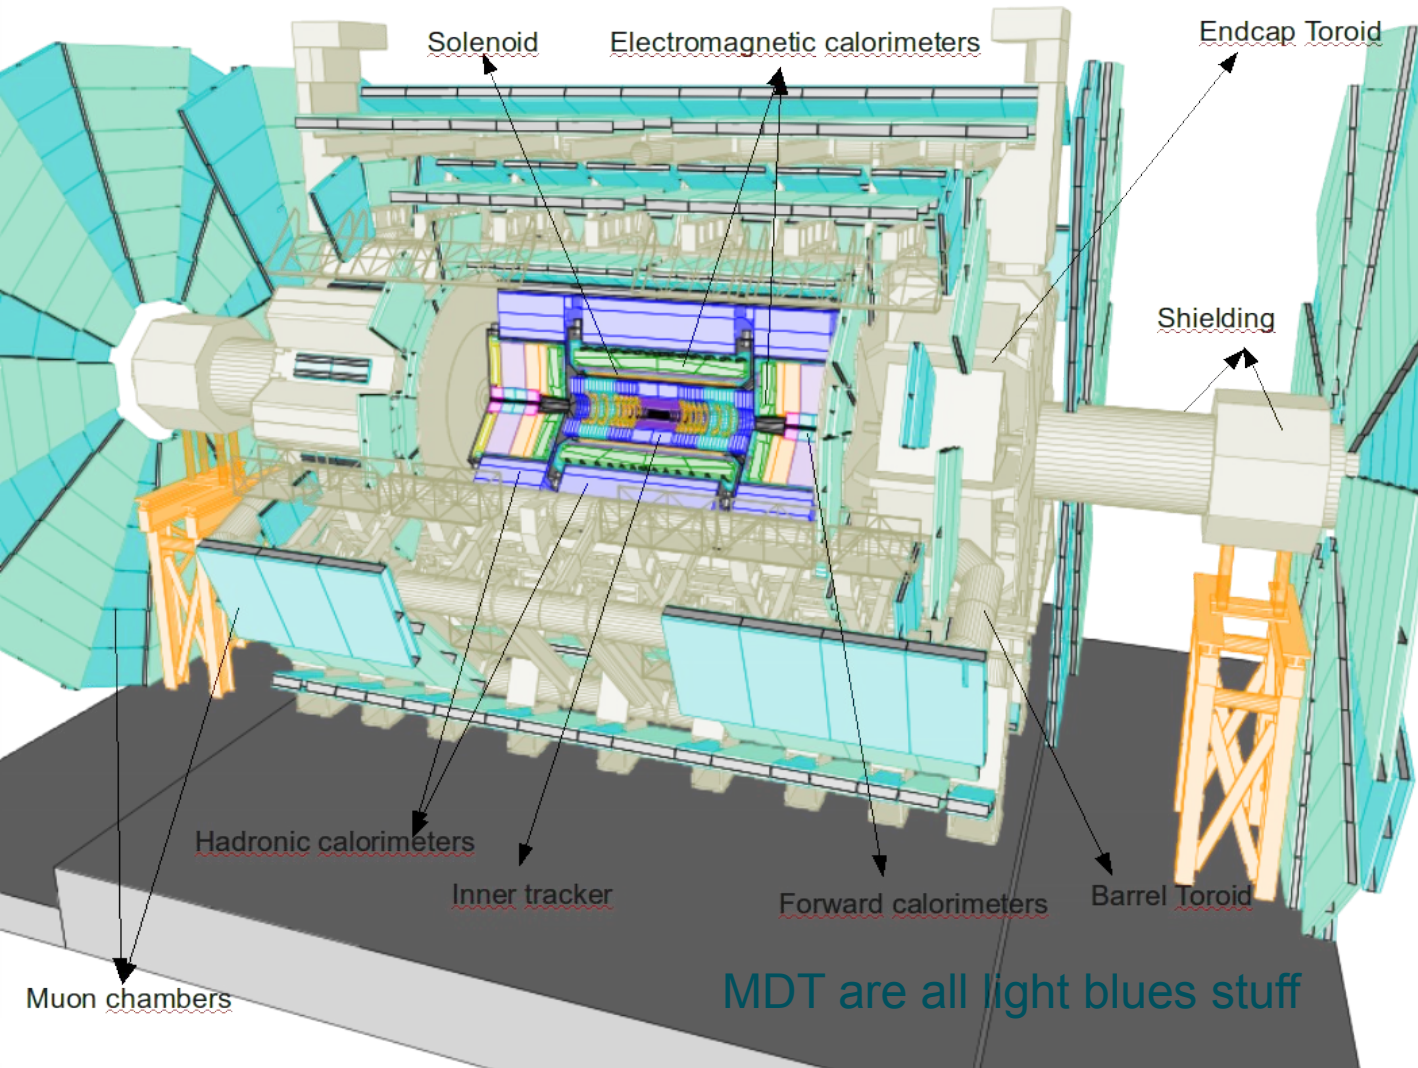 Solenoid
Electromagnetic calorimeters
Endcap Toroid
Shielding
Hadronic calorimeters
Inner tracker
Forward calorimeters
Barrel Toroid
Muon chambers
MDT are all light blues stuff